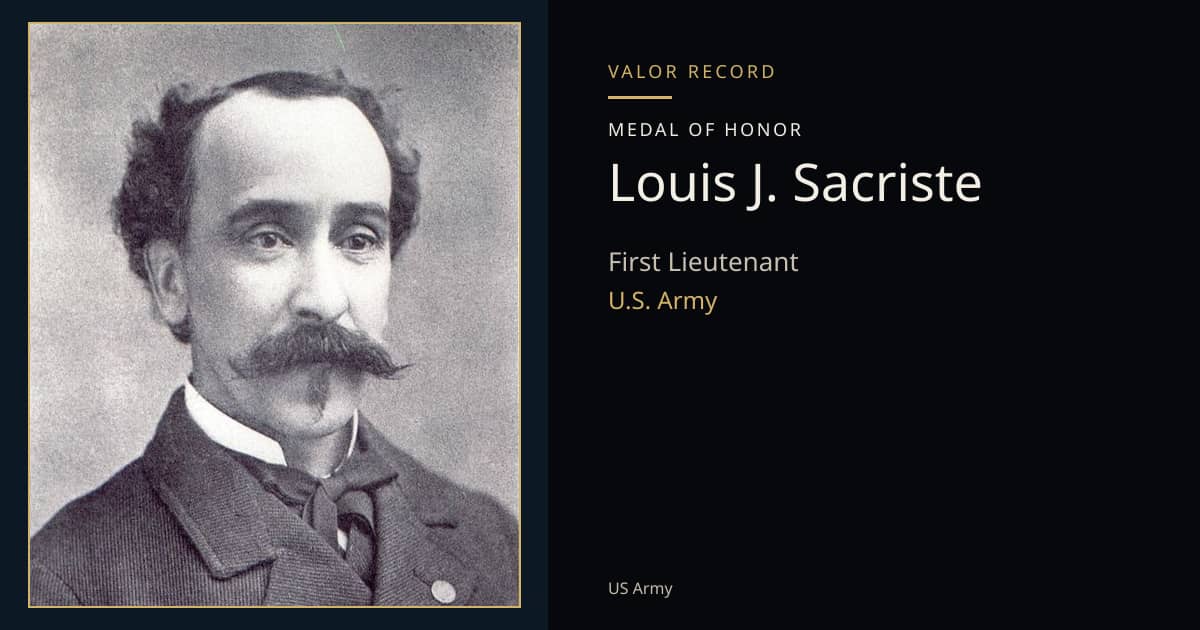 VALOR RECORD
MEDAL OF HONOR
Louis J. Sacriste
First Lieutenant
U.S. Army
US Army